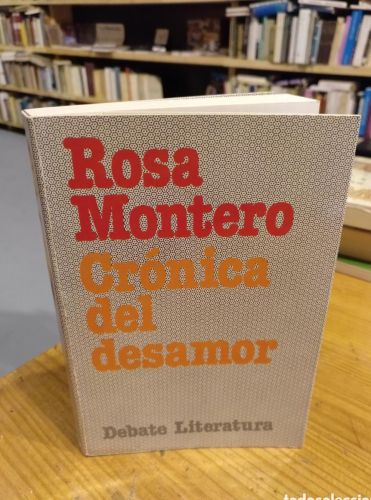 Rosa
Montero
Crónica
del
desamor
Debate Literatura